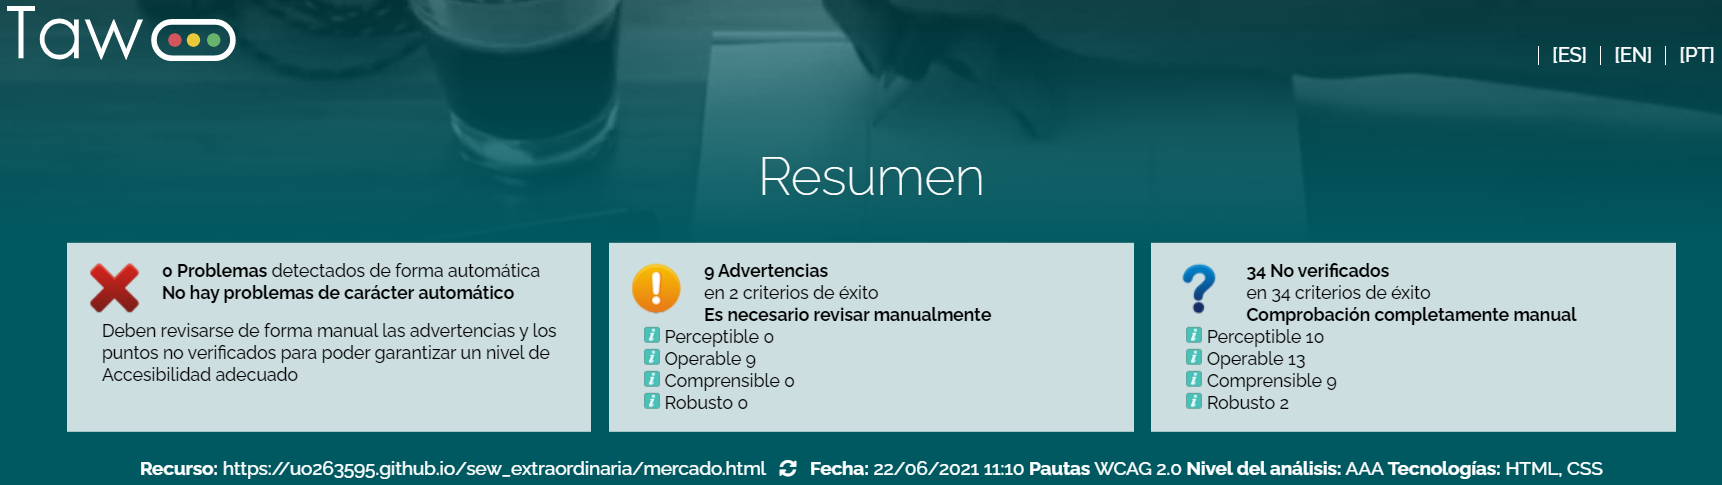 Taw
| [ES] | [EN] | [PT]
Resumen
0 Problemas detectados de forma automática
No hay problemas de carácter automático
Deben revisarse de forma manual las advertencias y los
puntos no verificados para poder garantizar un nivel de
Accesibilidad adecuado
9 Advertencias
en 2 criterios de éxito
Es necesario revisar manualmente
Perceptible 0
Operable 9
Comprensible 0
Robusto 0
34 No verificados
en 34 criterios de éxito
Comprobación completamente manual
Perceptible 10
Operable 13
Comprensible 9
Robusto 2
Recurso: https://uo263595.github.io/sew_extraordinaria/mercado.html Fecha: 22/06/2021 11:10 Pautas WCAG 2.0 Nivel del análisis: AAA Tecnologías: HTML, CSS